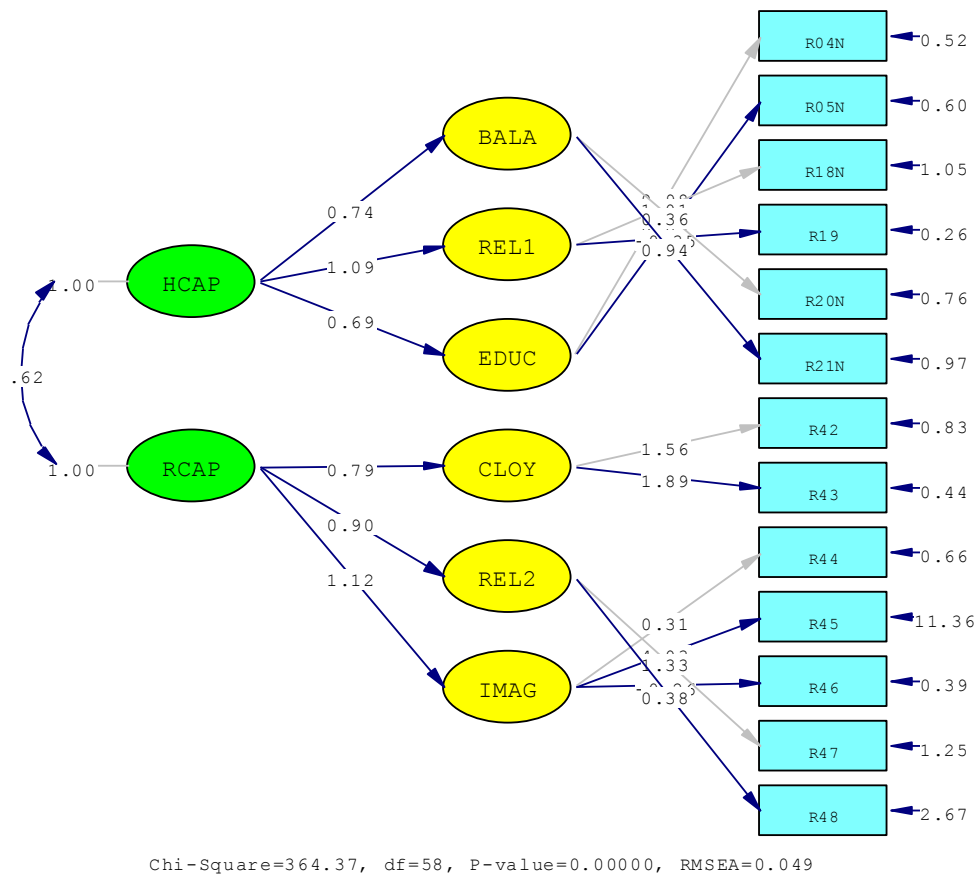 R04N
0.52
R05N
0.60
BALA
R18N
1.05
0.74
0.36
REL1
R19
0.26
0.94
1.09
HCAP
1.00
R20N
0.76
0.69
EDUC
R21N
0.97
.62
R42
0.83
1.56
RCAP
1.00
0.79
CLOY
1.89
R43
0.44
0.90
R44
0.66
REL2
1.12
0.31
R45
11.36
1.33
IMAG
R46
0.39
0.38
R47
1.25
R48
2.67
Chi-Square=364.37, df=58, P-value=0.00000, RMSEA=0.049